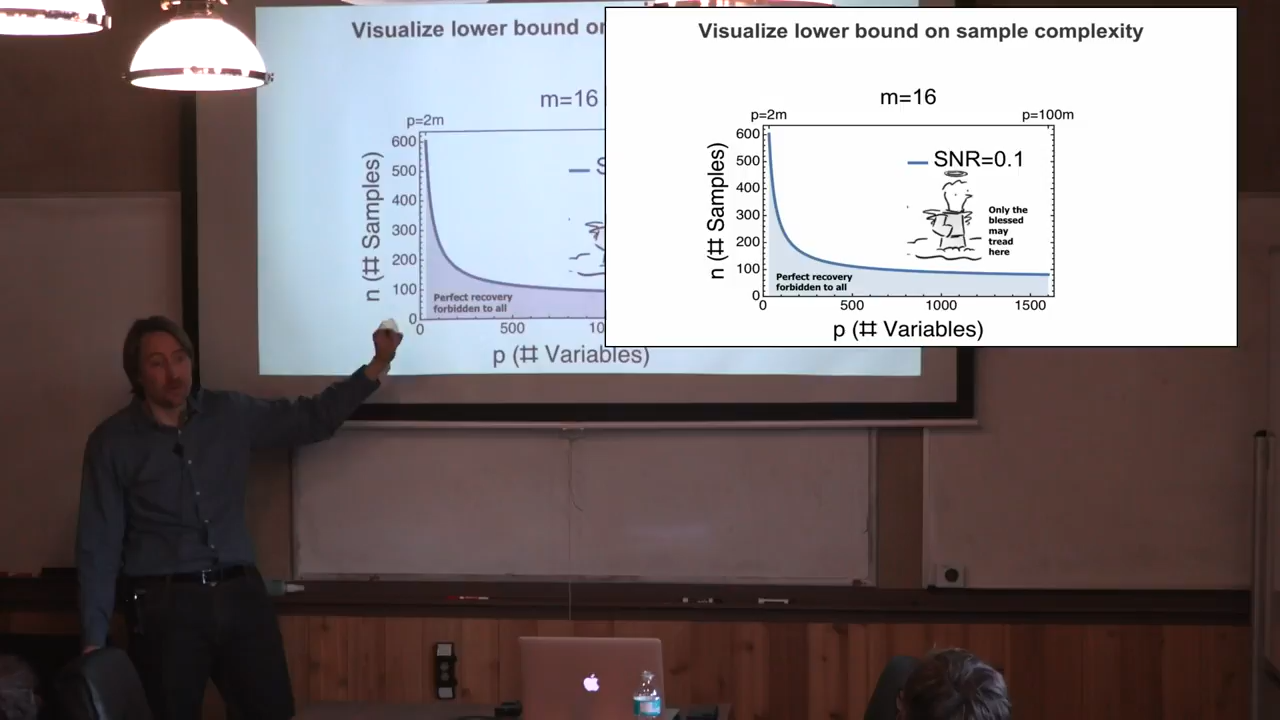 Visualize lower bound or
m=16
p=2m
600
500
400
300
200
100
0
n (# Samples)
S
Perfect recovery
forbidden to all
0
500
10
p (# Variables)
Visualize lower bound on sample complexity
m=16
p=2m
p=100m
600
500
400
300
200
100
0
n (# Samples)
SNR=0.1
Only the
blessed
may
tread
here
Perfect recovery
forbidden to all
0
500
1000
1500
p (# Variables)